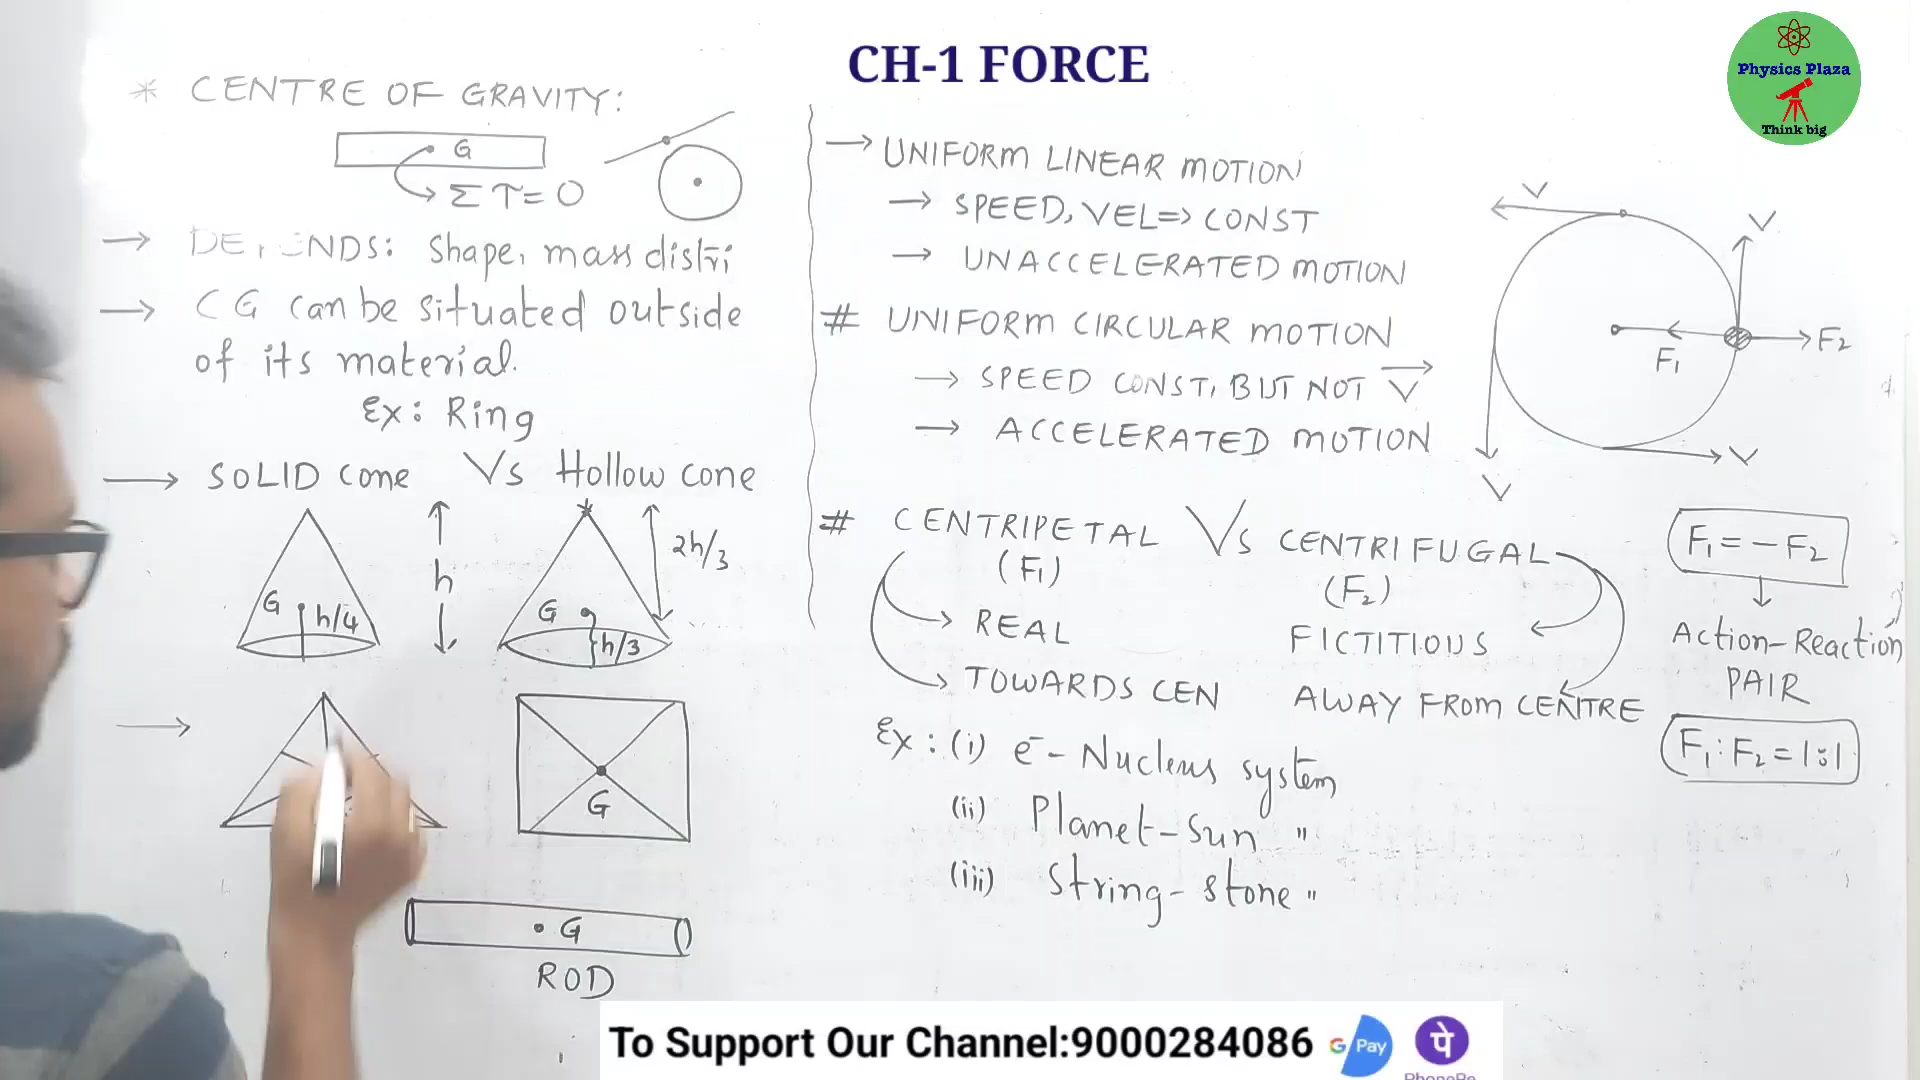 CH-1 FORCE
Physics Plaza
Think big
* CENTRE OF GRAVITY:
G
Σ τ = 0
→ DEPENDS: Shape, mass distri
→ CG can be situated outside
of its material.
Ex: Ring
→ SOLID cone Vs Hollow cone
G h/4
h
G h/3
2h/3
→
G
• G
ROD
→ UNIFORM LINEAR MOTION
→ SPEED, VEL => CONST
→ UNACCELERATED MOTION
# UNIFORM CIRCULAR MOTION
→ SPEED CONST, BUT NOT V⃗
→ ACCELERATED MOTION
V
V
F₁
F₂
V
V
# CENTRIPETAL Vs CENTRIFUGAL
(F₁) (F₂)
REAL FICTITIOUS
TOWARDS CEN AWAY FROM CENTRE
F₁ = - F₂
Action-Reaction
PAIR
F₁ : F₂ = 1:1
Ex: (i) e⁻ - Nucleus system
(ii) Planet - Sun "
(iii) String - stone "
To Support Our Channel:9000284086
G Pay
पे